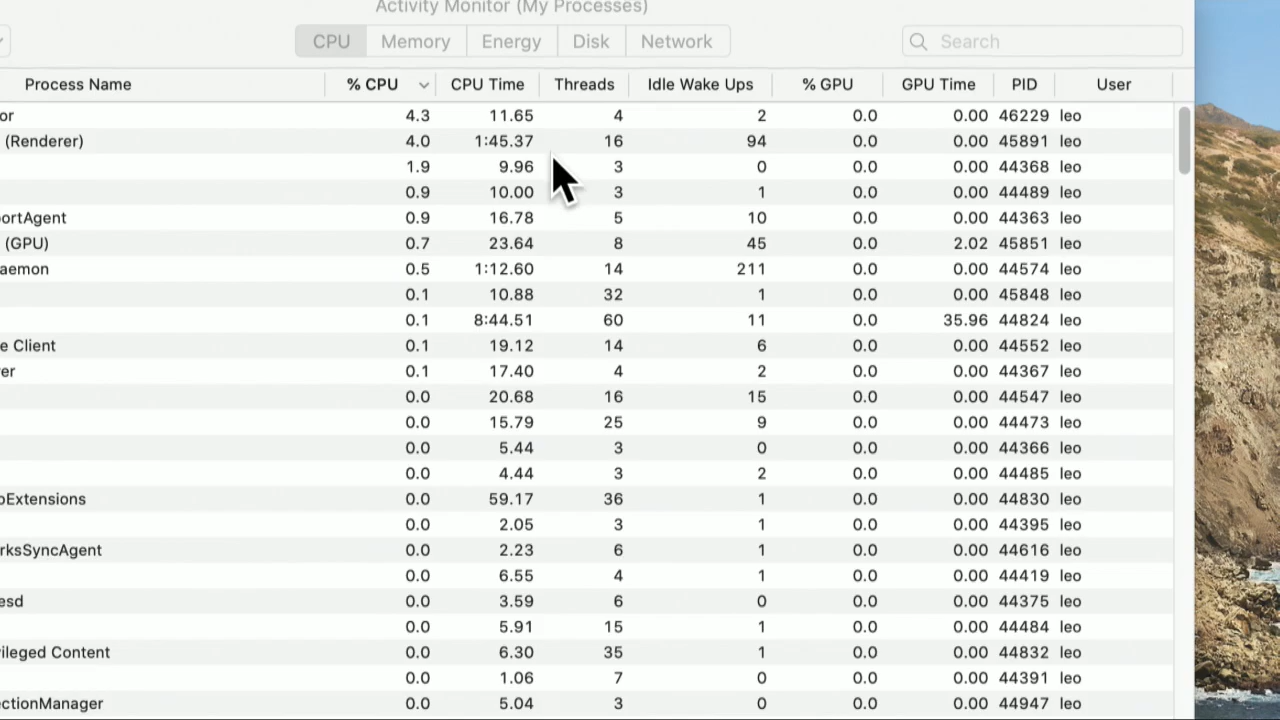 Activity Monitor (My Processes)
CPU Memory Energy Disk Network Search
Process Name % CPU CPU Time Threads Idle Wake Ups % GPU GPU Time PID User
or 4.3 11.65 4 2 0.0 0.00 46229 leo
(Renderer) 4.0 1:45.37 16 94 0.0 0.00 45891 leo
1.9 9.96 3 0 0.0 0.00 44368 leo
0.9 10.00 3 1 0.0 0.00 44489 leo
ortAgent 0.9 16.78 5 10 0.0 0.00 44363 leo
(GPU) 0.7 23.64 8 45 0.0 2.02 45851 leo
aemon 0.5 1:12.60 14 211 0.0 0.00 44574 leo
0.1 10.88 32 1 0.0 0.00 45848 leo
0.1 8:44.51 60 11 0.0 35.96 44824 leo
e Client 0.1 19.12 14 6 0.0 0.00 44552 leo
er 0.1 17.40 4 2 0.0 0.00 44367 leo
0.0 20.68 16 15 0.0 0.00 44547 leo
0.0 15.79 25 9 0.0 0.00 44473 leo
0.0 5.44 3 0 0.0 0.00 44366 leo
0.0 4.44 3 2 0.0 0.00 44485 leo
oExtensions 0.0 59.17 36 1 0.0 0.00 44830 leo
0.0 2.05 3 1 0.0 0.00 44395 leo
rksSyncAgent 0.0 2.23 6 1 0.0 0.00 44616 leo
0.0 6.55 4 1 0.0 0.00 44419 leo
esd 0.0 3.59 6 0 0.0 0.00 44375 leo
0.0 5.91 15 1 0.0 0.00 44484 leo
ileged Content 0.0 6.30 35 1 0.0 0.00 44832 leo
0.0 1.06 7 0 0.0 0.00 44391 leo
ectionManager 0.0 5.04 3 0 0.0 0.00 44947 leo